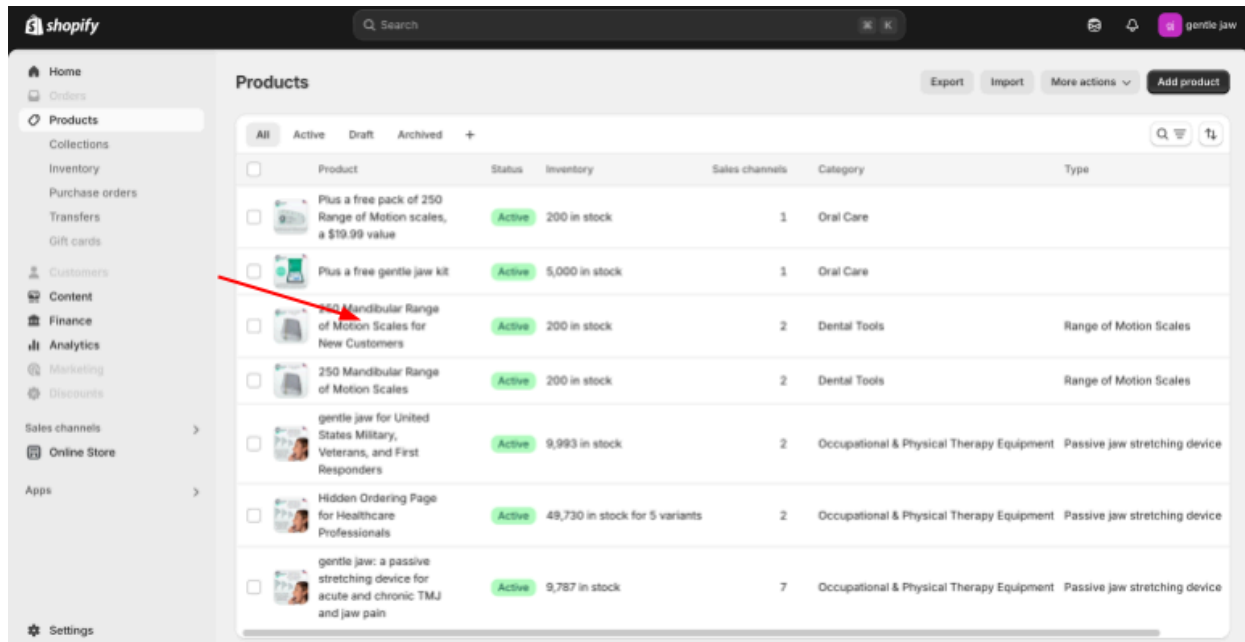 shopify
Search
⌘ K
gj
gentle jaw
Home
Orders
Products
Collections
Inventory
Purchase orders
Transfers
Gift cards
Customers
Content
Finance
Analytics
Marketing
Discounts
Sales channels
Online Store
Apps
Settings
Products
Export
Import
More actions
Add product
All Active Draft Archived +
Product Status Inventory Sales channels Category Type
Plus a free pack of 250
Range of Motion scales,
a $19.99 value
Active 200 in stock 1 Oral Care
Plus a free gentle jaw kit Active 5,000 in stock 1 Oral Care
250 Mandibular Range
of Motion Scales for
New Customers
Active 200 in stock 2 Dental Tools Range of Motion Scales
250 Mandibular Range
of Motion Scales
Active 200 in stock 2 Dental Tools Range of Motion Scales
gentle jaw for United
States Military,
Veterans, and First
Responders
Active 9,993 in stock 2 Occupational & Physical Therapy Equipment Passive jaw stretching device
Hidden Ordering Page
for Healthcare
Professionals
Active 49,730 in stock for 5 variants 2 Occupational & Physical Therapy Equipment Passive jaw stretching device
gentle jaw: a passive
stretching device for
acute and chronic TMJ
and jaw pain
Active 9,787 in stock 7 Occupational & Physical Therapy Equipment Passive jaw stretching device